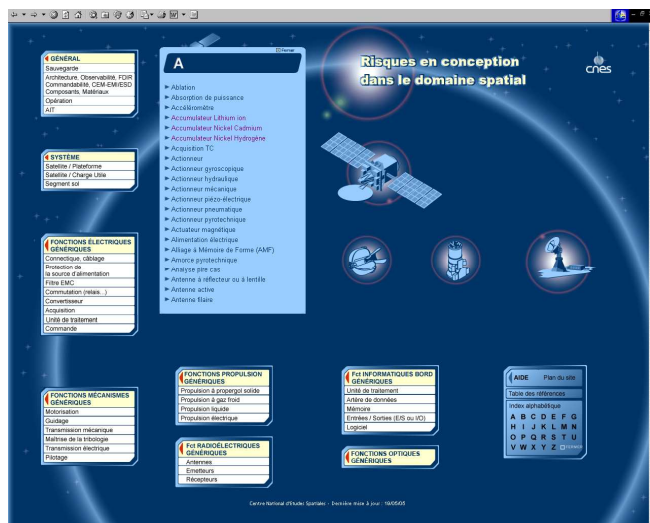 Fermer
A
Ablation
Absorption de puissance
Accéléromètre
Accumulateur Lithium ion
Accumulateur Nickel Cadmium
Accumulateur Nickel Hydrogène
Acquisition TC
Actionneur
Actionneur gyroscopique
Actionneur hydraulique
Actionneur mécanique
Actionneur piézo-électrique
Actionneur pneumatique
Actionneur pyrotechnique
Actuateur magnétique
Alimentation électrique
Alliage à Mémoire de Forme (AMF)
Amorce pyrotechnique
Analyse pire cas
Antenne à réflecteur ou à lentille
Antenne active
Antenne filaire
Risques en conception
dans le domaine spatial
cnes
GÉNÉRAL
Sauvegarde
Architecture, Observabilité, FDIR
Commandabilité, CEM-EMI/ESD
Composants, Matériaux
Opération
AIT
SYSTÈME
Satellite / Plateforme
Satellite / Charge Utile
Segment sol
FONCTIONS ÉLECTRIQUES
GÉNÉRIQUES
Connectique, câblage
Protection de
la source d'alimentation
Filtre EMC
Commutation (relais...)
Convertisseur
Acquisition
Unité de traitement
Commande
FONCTIONS MÉCANISMES
GÉNÉRIQUES
Motorisation
Guidage
Transmission mécanique
Maîtrise de la tribologie
Transmission électrique
Pilotage
FONCTIONS PROPULSION
GÉNÉRIQUES
Propulsion à propergol solide
Propulsion à gaz froid
Propulsion liquide
Propulsion électrique
Fct RADIOÉLECTRIQUES
GÉNÉRIQUES
Antennes
Emetteurs
Récepteurs
Fct INFORMATIQUES BORD
GÉNÉRIQUES
Unité de traitement
Artère de données
Mémoire
Entrées / Sorties (E/S ou I/O)
Logiciel
FONCTIONS OPTIQUES
GÉNÉRIQUES
AIDE Plan du site
Table des références
Index alphabétique
A B C D E F G
H I J K L M N
O P Q R S T U
V W X Y Z FERMER
Centre National d'Etudes Spatiales - Dernière mise à jour : 18/05/05